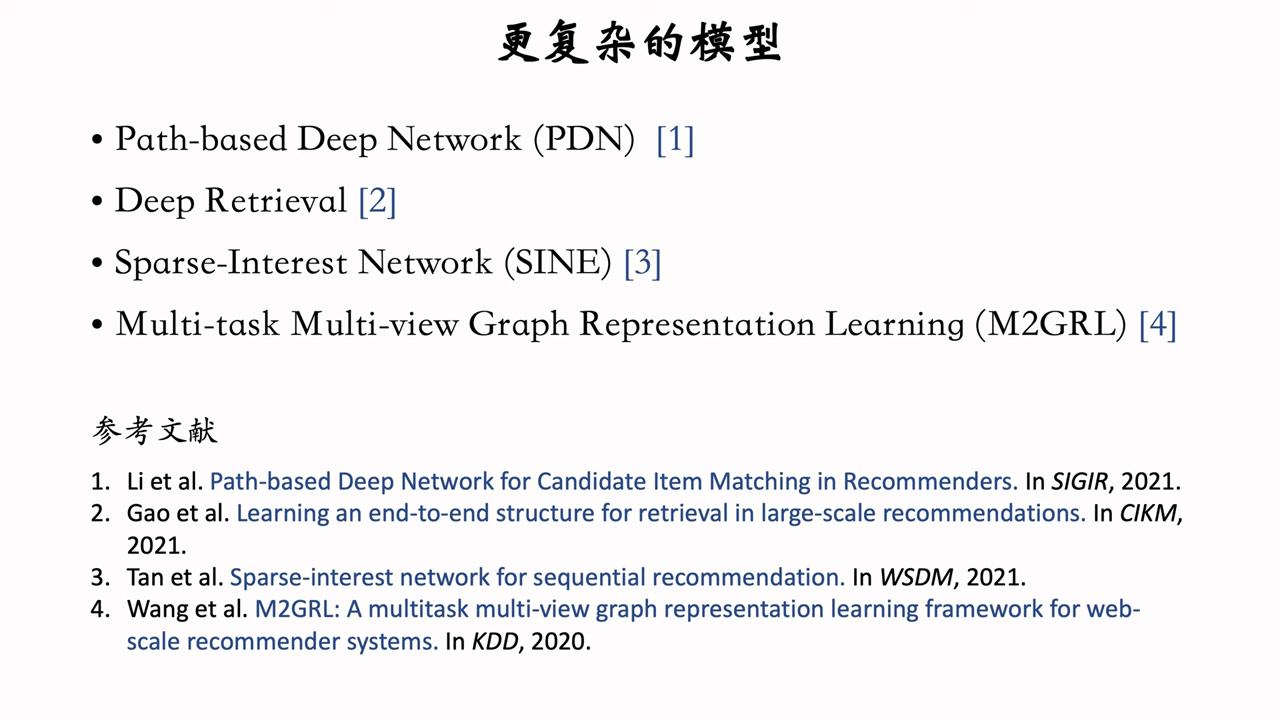 更复杂的模型
• Path-based Deep Network (PDN) [1]
• Deep Retrieval [2]
• Sparse-Interest Network (SINE) [3]
• Multi-task Multi-view Graph Representation Learning (M2GRL) [4]
参考文献
1. Li et al. Path-based Deep Network for Candidate Item Matching in Recommenders. In SIGIR, 2021.
2. Gao et al. Learning an end-to-end structure for retrieval in large-scale recommendations. In CIKM,
2021.
3. Tan et al. Sparse-interest network for sequential recommendation. In WSDM, 2021.
4. Wang et al. M2GRL: A multitask multi-view graph representation learning framework for web-
scale recommender systems. In KDD, 2020.